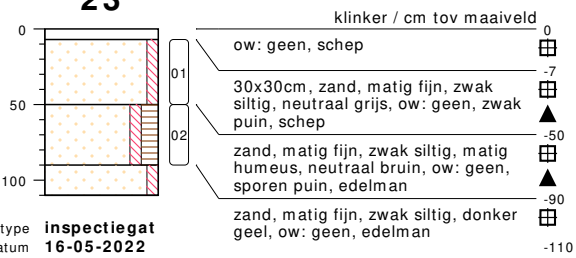 23
klinker / cm tov maaiveld
0
0
ow: geen, schep
-7
30x30cm, zand, matig fijn, zwak
siltig, neutraal grijs, ow: geen, zwak
puin, schep
01
50
-50
02
zand, matig fijn, zwak siltig, matig
humeus, neutraal bruin, ow: geen,
sporen puin, edelman
100
-90
zand, matig fijn, zwak siltig, donker
geel, ow: geen, edelman
-110
type inspectiegat
atum 16-05-2022